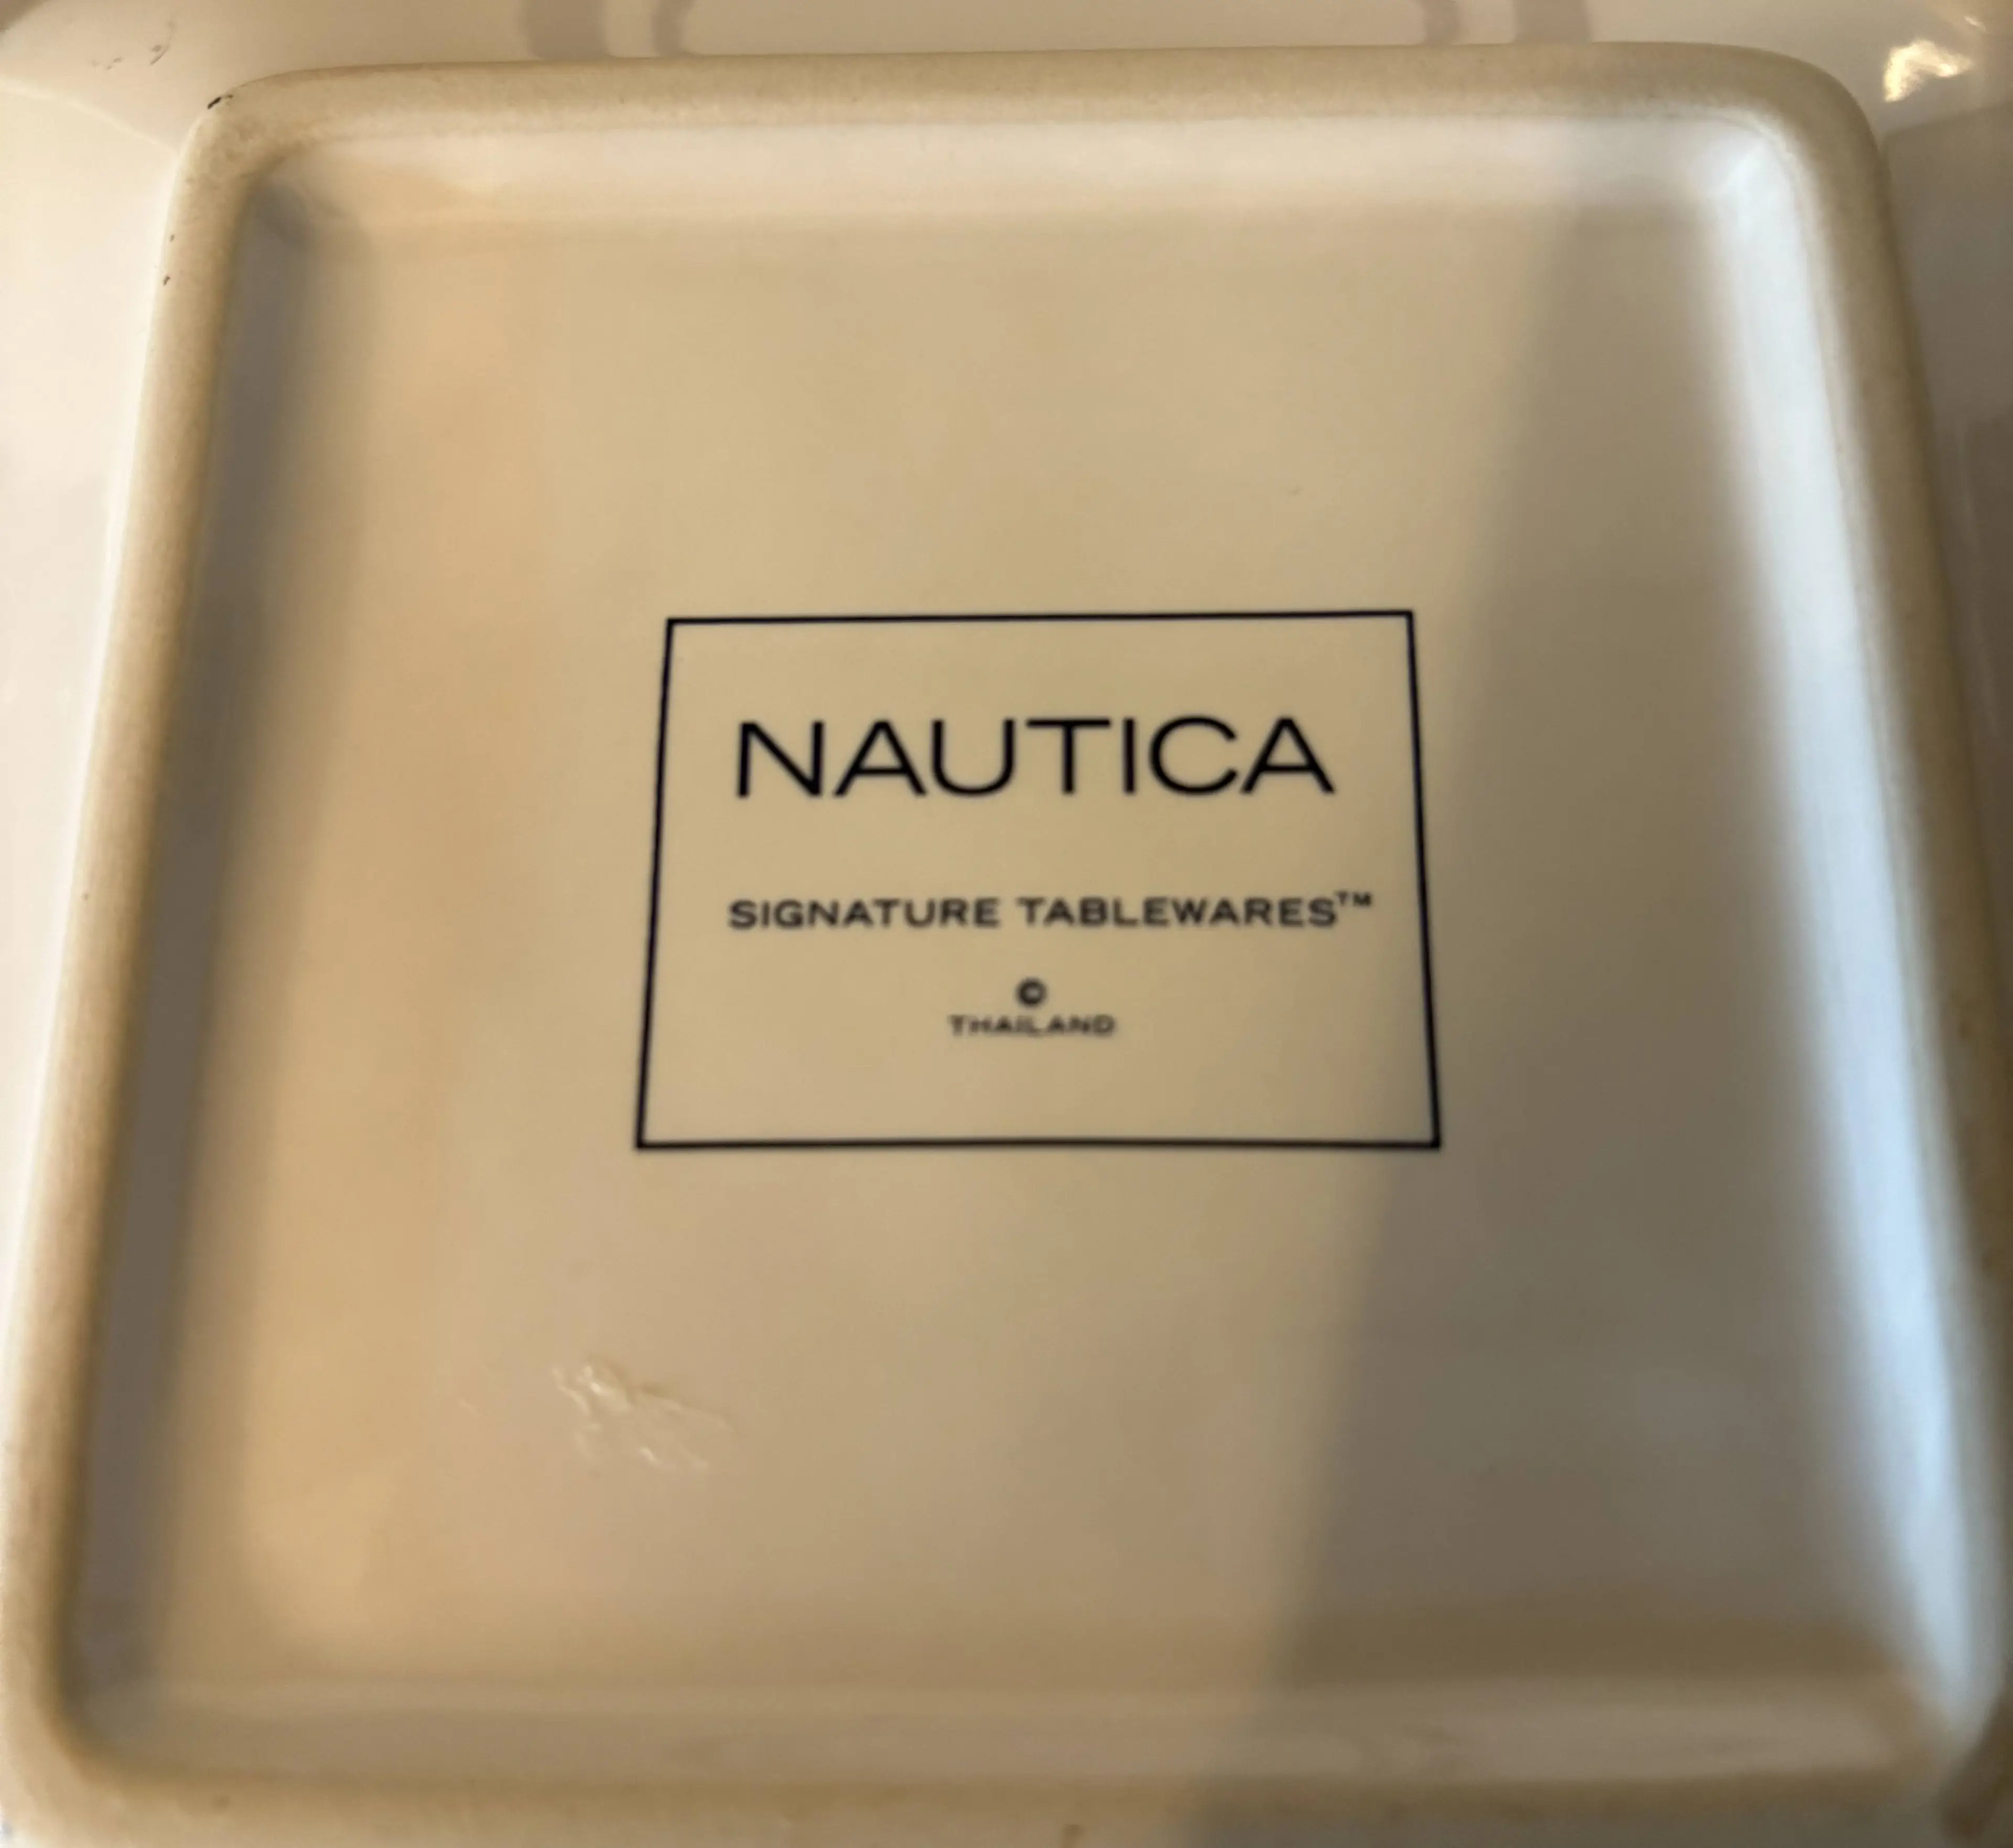 NAUTICA
SIGNATURE TABLEWARES™
©
THAILAND